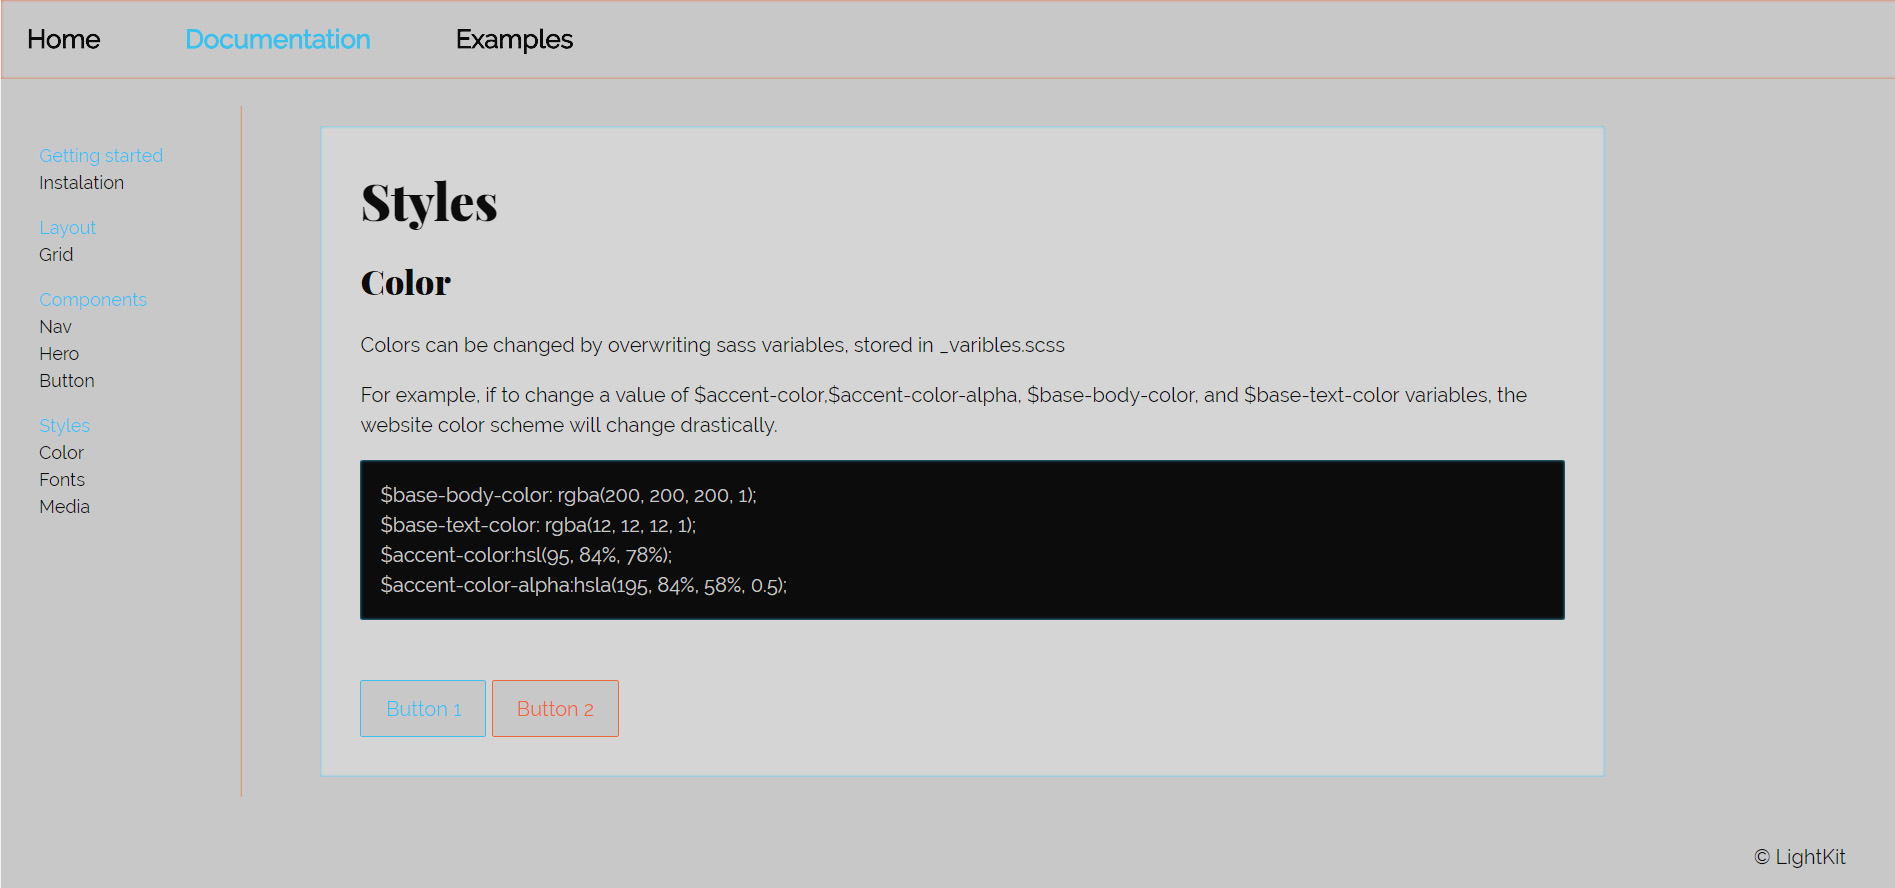 Home Documentation Examples
Getting started
Instalation
Layout
Grid
Components
Nav
Hero
Button
Styles
Color
Fonts
Media
Styles
Color
Colors can be changed by overwriting sass variables, stored in _varibles.scss
For example, if to change a value of $accent-color,$accent-color-alpha, $base-body-color, and $base-text-color variables, the
website color scheme will change drastically.
$base-body-color: rgba(200, 200, 200, 1);
$base-text-color: rgba(12, 12, 12, 1);
$accent-color:hsl(95, 84%, 78%);
$accent-color-alpha:hsla(195, 84%, 58%, 0.5);
Button 1 Button 2
© LightKit